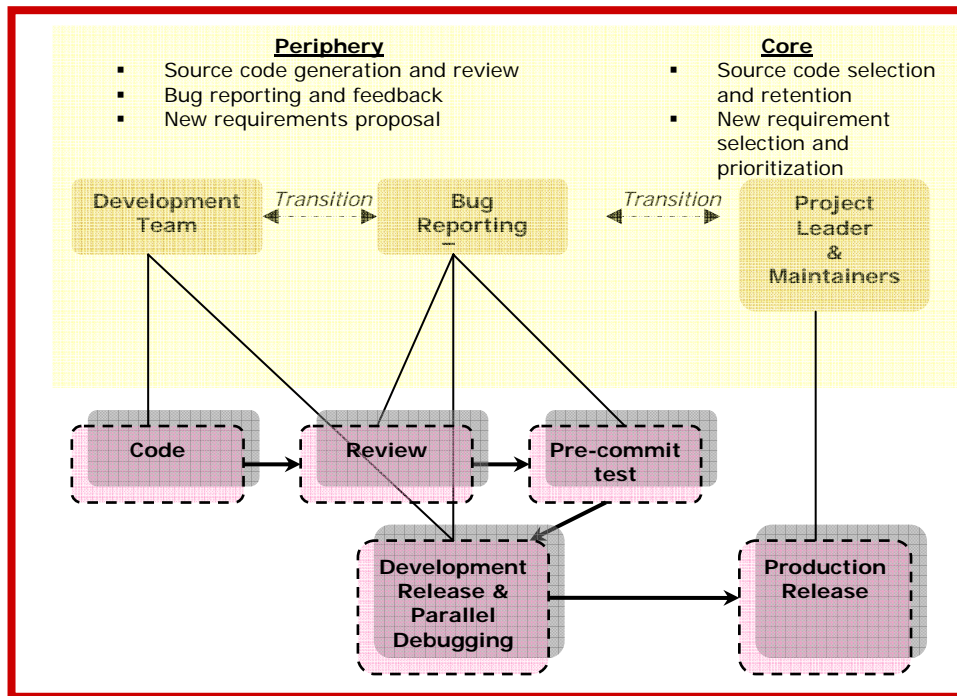 Periphery
▪ Source code generation and review
▪ Bug reporting and feedback
▪ New requirements proposal
Core
▪ Source code selection
and retention
▪ New requirement
selection and
prioritization
Development
Team
Transition
Bug
Reporting
Transition
Project
Leader
&
Maintainers
Code
Review
Pre-commit
test
Development
Release &
Parallel
Debugging
Production
Release